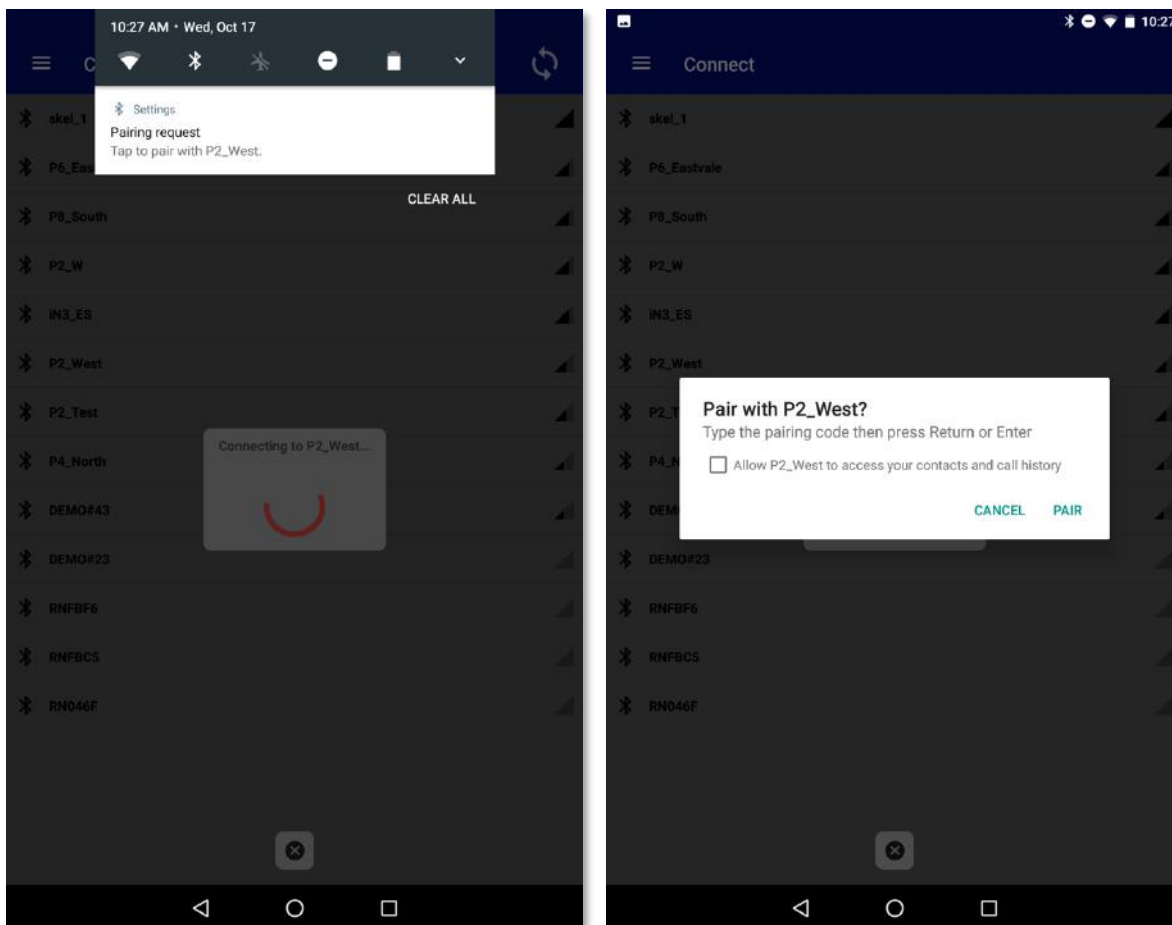 10:27 AM • Wed, Oct 17
C
Settings
Pairing request
Tap to pair with P2_West.
CLEAR ALL
skel_1
P6_Eas
P8_South
P2_W
iN3_ES
P2_West
P2_Test
P4_North
DEMO#43
DEMO#23
RNFBF6
RNFBC5
RN046F
Connecting to P2_West...
10:27
Connect
skel_1
P6_Eastvale
P8_South
P2_W
iN3_ES
P2_West
P2_T
P4_N
DEM
Pair with P2_West?
Type the pairing code then press Return or Enter
Allow P2_West to access your contacts and call history
CANCEL PAIR
DEMO#23
RNFBF6
RNFBC5
RN046F